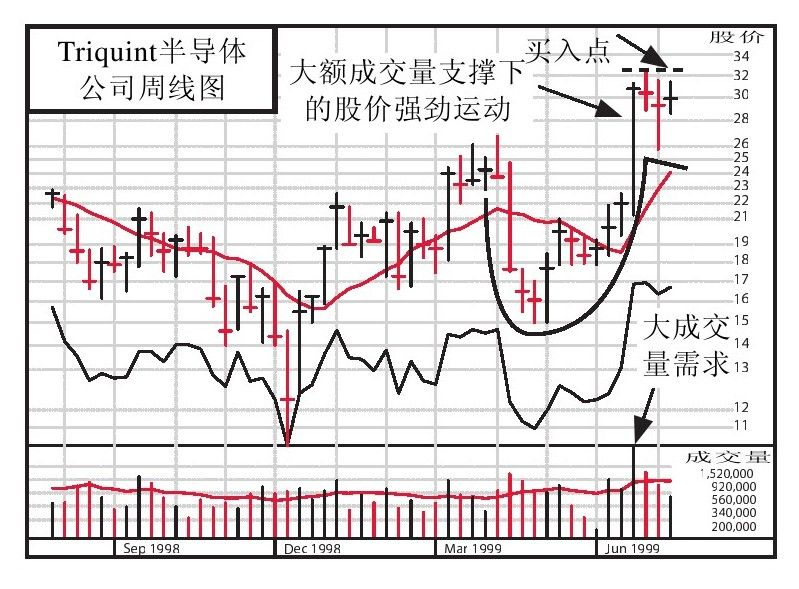 Triquint半导体
公司周线图
大额成交量支撑下
的股价强劲运动
买入点
股价
34
32
30
28
26
25
24
23
22
21
19
18
17
16
15
14
13
12
11
大成交
量需求
成交量
1,520,000
920,000
560,000
340,000
200,000
Sep 1998
Dec 1998
Mar 1999
Jun 1999